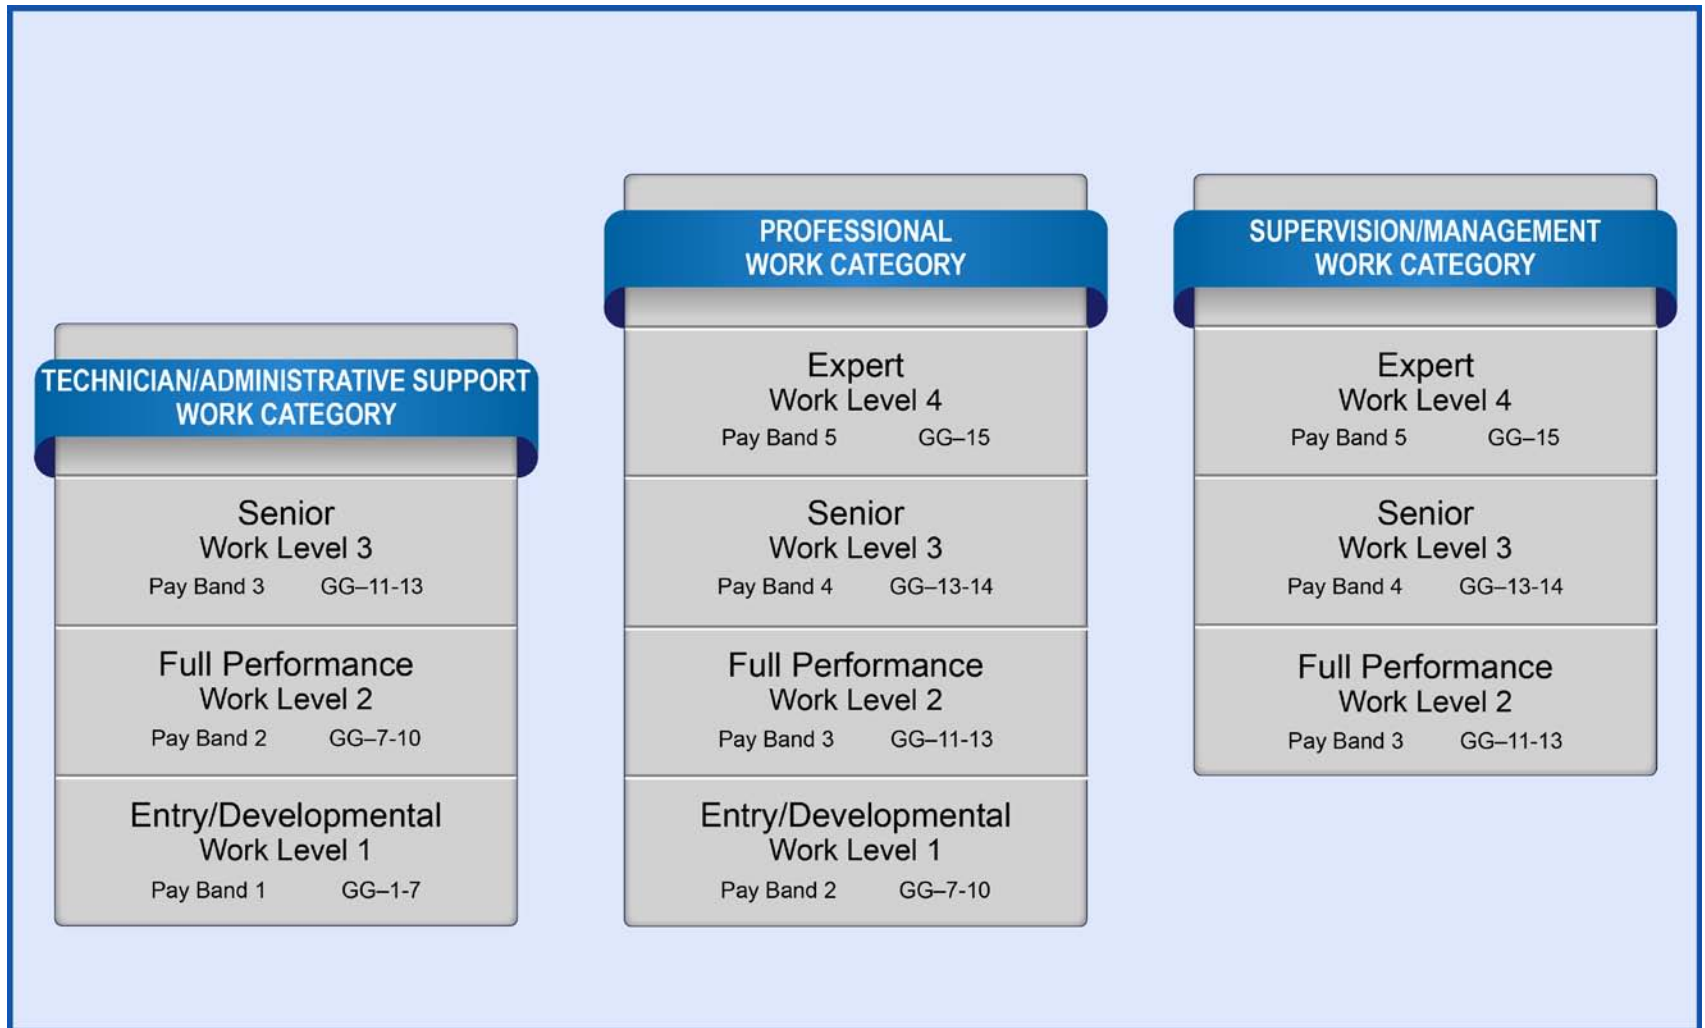 TECHNICIAN/ADMINISTRATIVE SUPPORT
WORK CATEGORY
Senior
Work Level 3
Pay Band 3 GG–11-13
Full Performance
Work Level 2
Pay Band 2 GG–7-10
Entry/Developmental
Work Level 1
Pay Band 1 GG–1-7
PROFESSIONAL
WORK CATEGORY
Expert
Work Level 4
Pay Band 5 GG–15
Senior
Work Level 3
Pay Band 4 GG–13-14
Full Performance
Work Level 2
Pay Band 3 GG–11-13
Entry/Developmental
Work Level 1
Pay Band 2 GG–7-10
SUPERVISION/MANAGEMENT
WORK CATEGORY
Expert
Work Level 4
Pay Band 5 GG–15
Senior
Work Level 3
Pay Band 4 GG–13-14
Full Performance
Work Level 2
Pay Band 3 GG–11-13